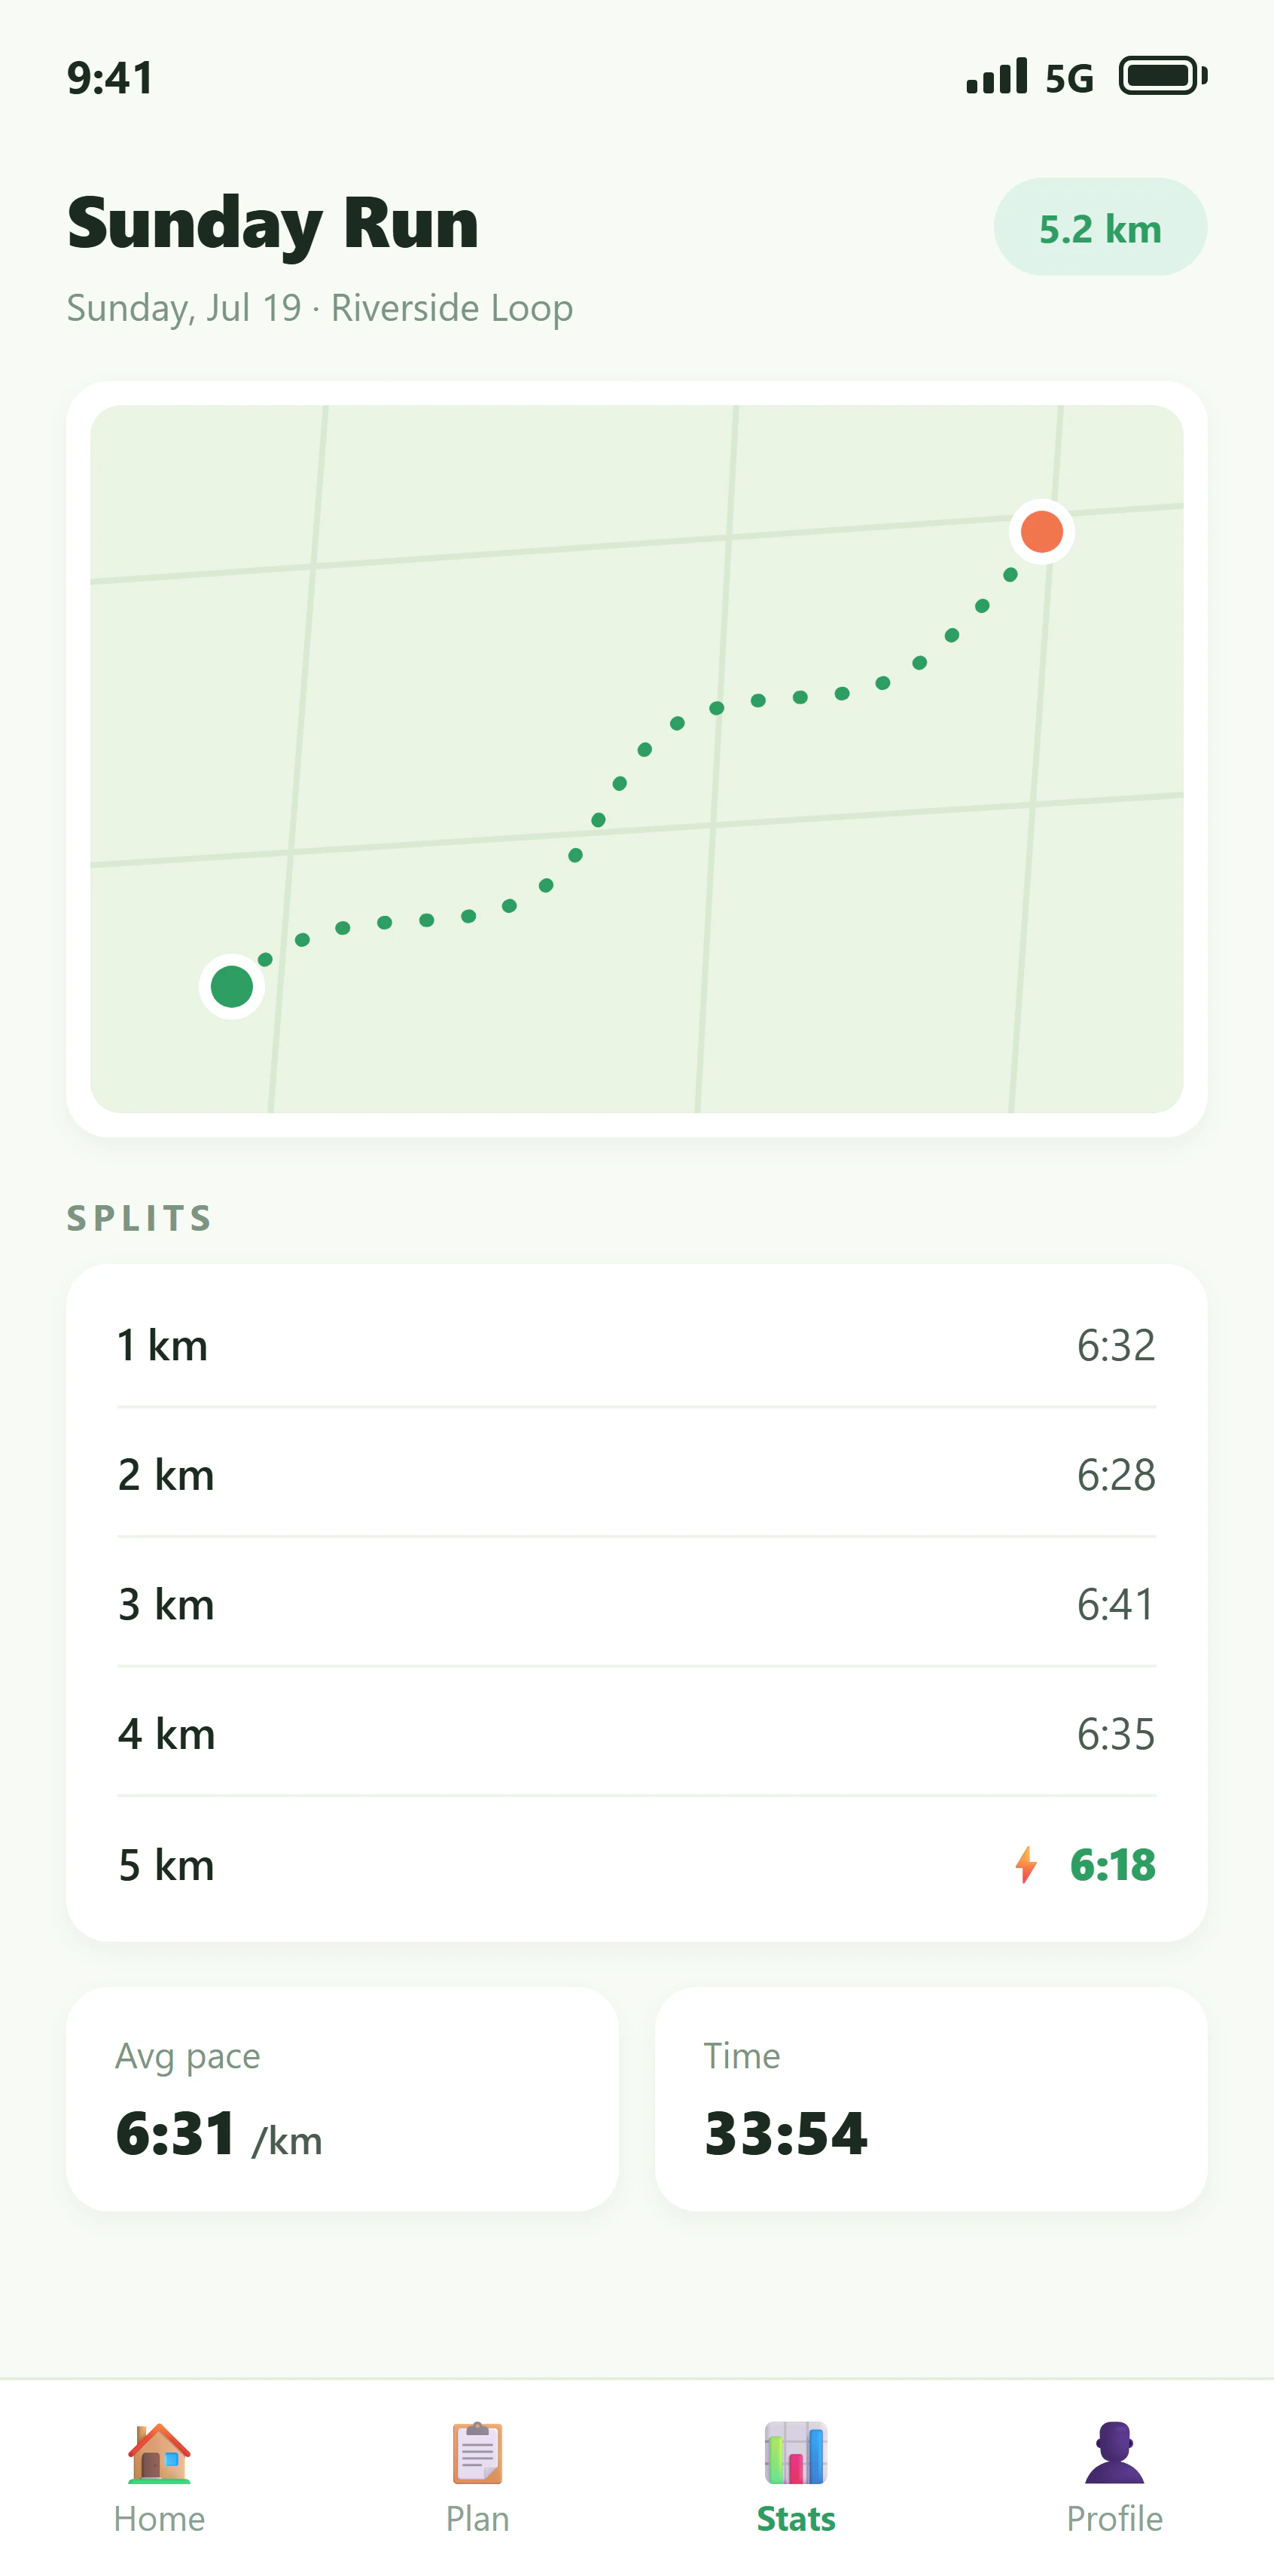 9:41 5G
Sunday Run
5.2 km
Sunday, Jul 19 · Riverside Loop
SPLITS
1 km 6:32
2 km 6:28
3 km 6:41
4 km 6:35
5 km ⚡ 6:18
Avg pace
6:31 /km
Time
33:54
Home Plan Stats Profile